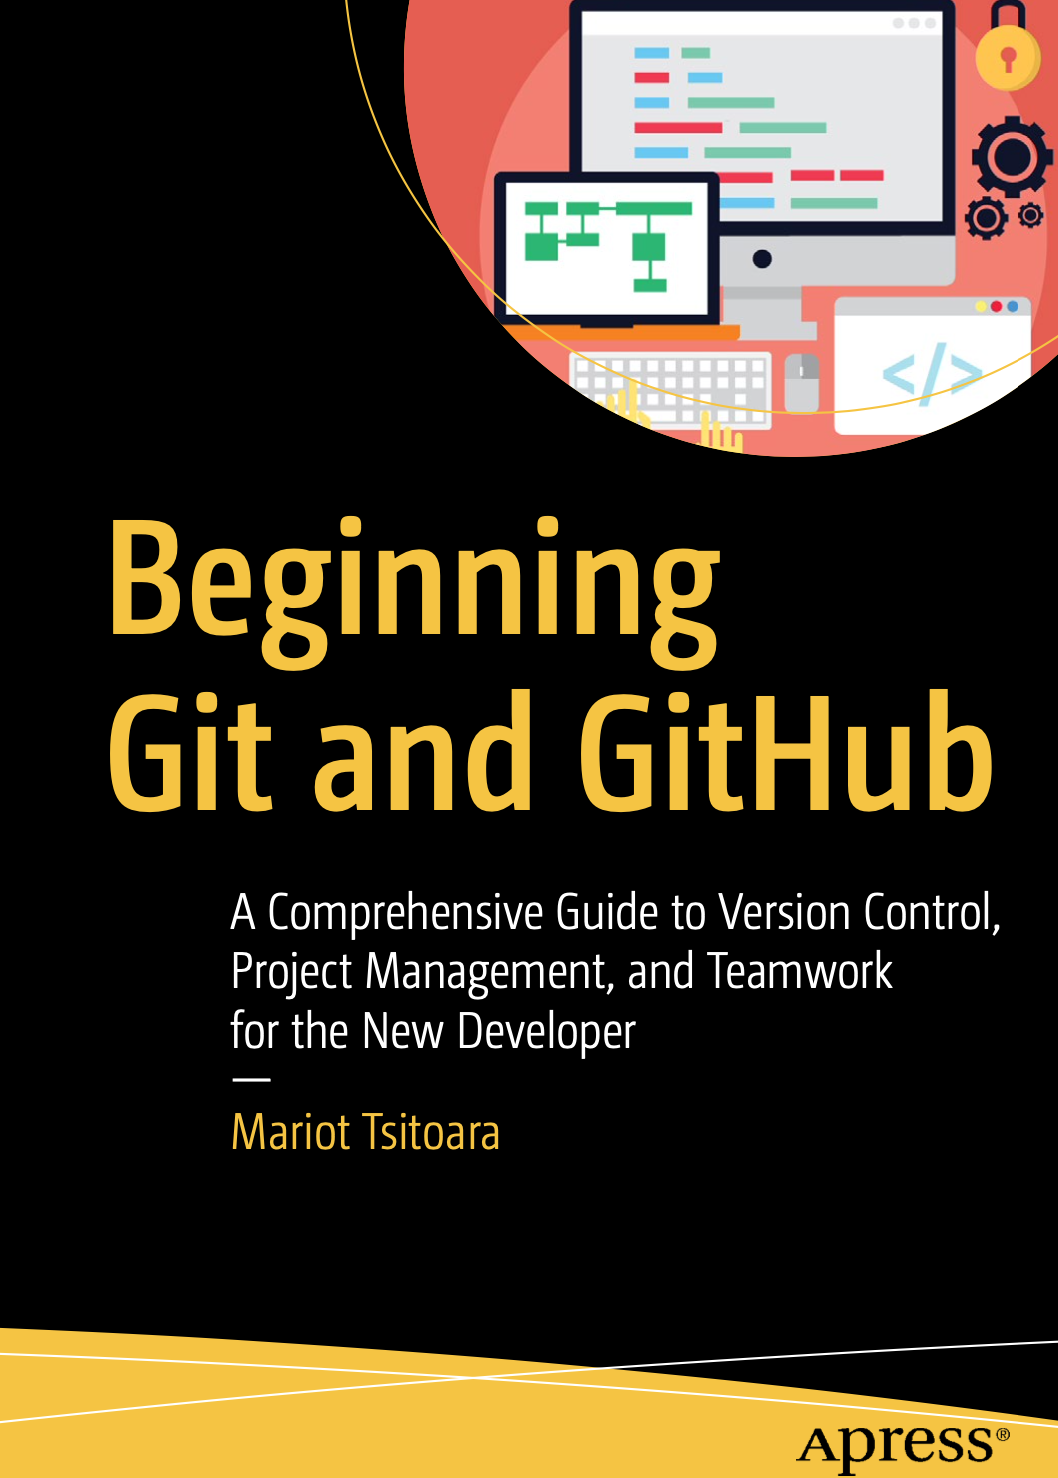 </>
Beginning
Git and GitHub
A Comprehensive Guide to Version Control,
Project Management, and Teamwork
for the New Developer
—
Mariot Tsitoara
Apress®